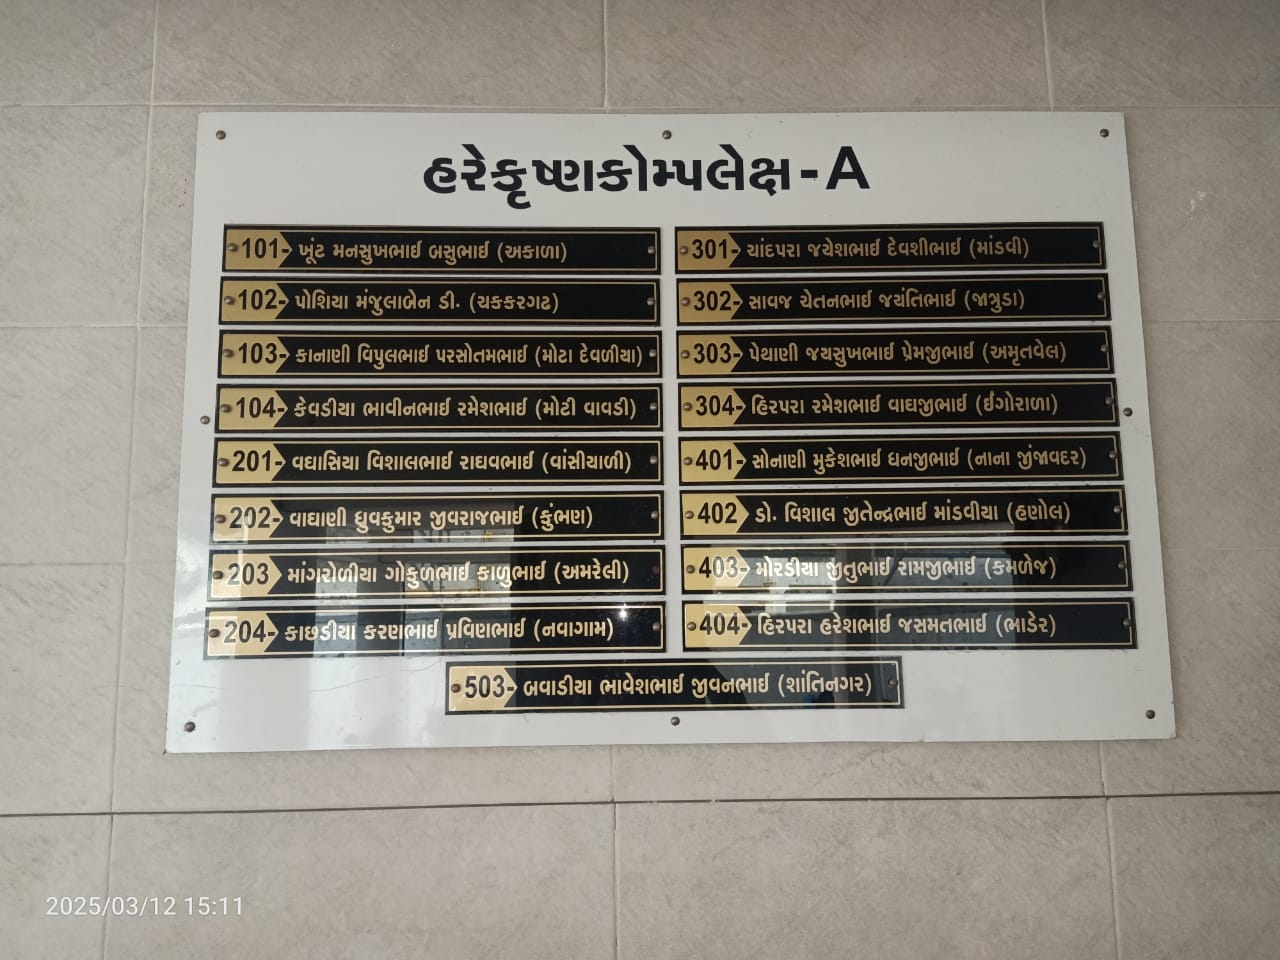 હરેકૃષ્ણકોમ્પલેક્ષ-A
101- ખૂંટ મનસુખભાઈ બસુભાઈ (અકાળા)
102- પોશિયા મંજુલાબેન ડી. (ચકકરગઢ)
103- કાનાણી વિપુલભાઈ પરસોતમભાઈ (મોટા દેવળીયા)
104- કેવડીયા ભાવીનભાઈ રમેશભાઈ (મોટી વાવડી)
201- વઘાસિયા વિશાલભાઈ રાઘવભાઈ (વાંસીયાળી)
202- વાઘાણી ધ્રુવકુમાર જીવરાજભાઈ (કુંભણ)
203 માંગરોળીયા ગોકુળભાઈ કાળુભાઈ (અમરેલી)
204- કાછડીયા કરણભાઈ પ્રવિણભાઈ (નવાગામ)
301- ચાંદપરા જયેશભાઈ દેવશીભાઈ (માંડવી)
302- સાવજ ચેતનભાઈ જયંતિભાઈ (જાત્રુડા)
303- પેથાણી જયસુખભાઈ પ્રેમજીભાઈ (અમૃતવેલ)
304- હિરપરા રમેશભાઈ વાઘજીભાઈ (ઈગોરાળા)
401- સોનાણી મુકેશભાઈ ધનજીભાઈ (નાના જીંજાવદર)
402 ડો. વિશાલ જીતેન્દ્રભાઈ માંડવીયા (હણોલ)
403- મોરડીયા જીતુભાઈ રામજીભાઈ (કમળેજ)
404- હિરપરા હરેશભાઈ જસમતભાઈ (ભાડેર)
503- બવાડીયા ભાવેશભાઈ જીવનભાઈ (શાંતિનગર)
2025/03/12 15:11